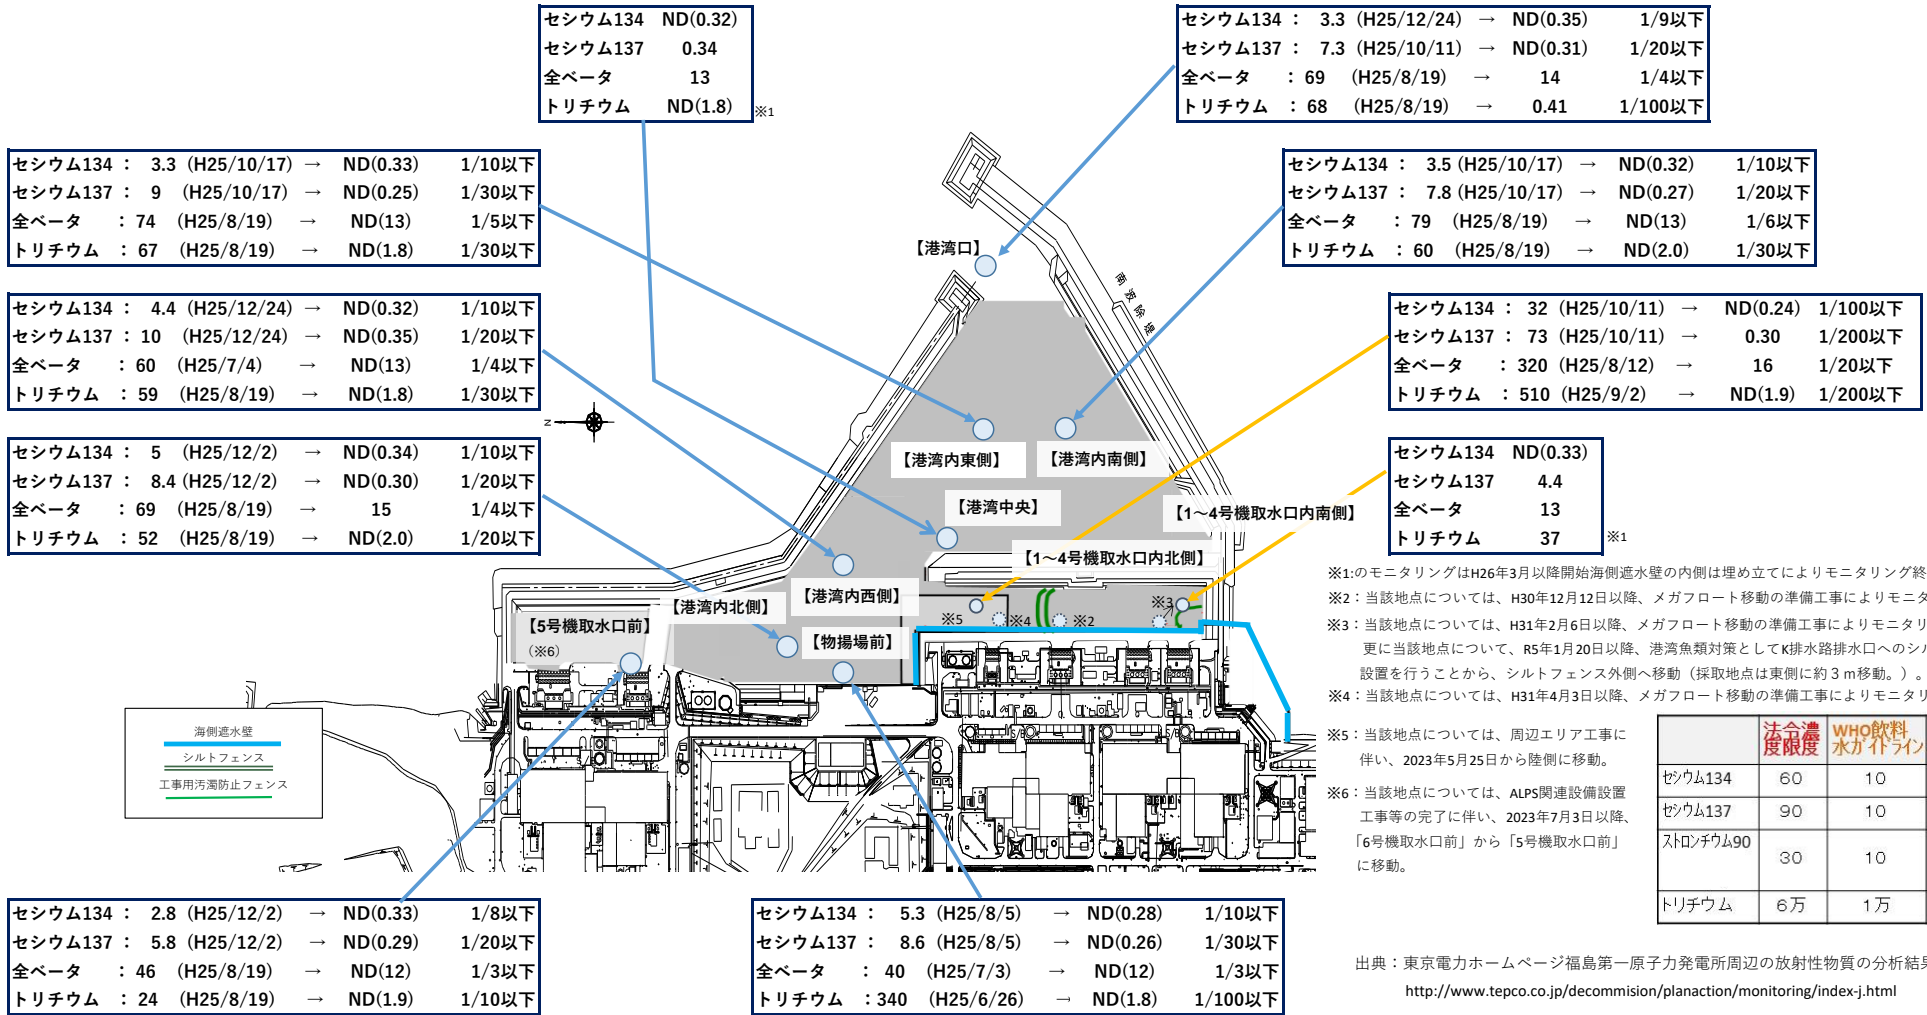 セシウム134 ND(0.32)
セシウム137 0.34
全ベータ 13
トリチウム ND(1.8) ※1
セシウム134 : 3.3 (H25/12/24) → ND(0.35) 1/9以下
セシウム137 : 7.3 (H25/10/11) → ND(0.31) 1/20以下
全ベータ : 69 (H25/8/19) → 14 1/4以下
トリチウム : 68 (H25/8/19) → 0.41 1/100以下
セシウム134 : 3.3 (H25/10/17) → ND(0.33) 1/10以下
セシウム137 : 9 (H25/10/17) → ND(0.25) 1/30以下
全ベータ : 74 (H25/8/19) → ND(13) 1/5以下
トリチウム : 67 (H25/8/19) → ND(1.8) 1/30以下
セシウム134 : 3.5 (H25/10/17) → ND(0.32) 1/10以下
セシウム137 : 7.8 (H25/10/17) → ND(0.27) 1/20以下
全ベータ : 79 (H25/8/19) → ND(13) 1/6以下
トリチウム : 60 (H25/8/19) → ND(2.0) 1/30以下
セシウム134 : 4.4 (H25/12/24) → ND(0.32) 1/10以下
セシウム137 : 10 (H25/12/24) → ND(0.35) 1/20以下
全ベータ : 60 (H25/7/4) → ND(13) 1/4以下
トリチウム : 59 (H25/8/19) → ND(1.8) 1/30以下
セシウム134 : 32 (H25/10/11) → ND(0.24) 1/100以下
セシウム137 : 73 (H25/10/11) → 0.30 1/200以下
全ベータ : 320 (H25/8/12) → 16 1/20以下
トリチウム : 510 (H25/9/2) → ND(1.9) 1/200以下
セシウム134 : 5 (H25/12/2) → ND(0.34) 1/10以下
セシウム137 : 8.4 (H25/12/2) → ND(0.30) 1/20以下
全ベータ : 69 (H25/8/19) → 15 1/4以下
トリチウム : 52 (H25/8/19) → ND(2.0) 1/20以下
セシウム134 ND(0.33)
セシウム137 4.4
全ベータ 13
トリチウム 37 ※1
【港湾口】
南波除堤
N
【港湾内東側】
【港湾内南側】
【港湾中央】
【1～4号機取水口内南側】
【1～4号機取水口内北側】
【港湾内西側】
【港湾内北側】
【5号機取水口前】
(※6)
【物揚場前】
※5
※4
※2
※3
S/B
S/B
海側遮水壁
シルトフェンス
工事用汚濁防止フェンス
※1:のモニタリングはH26年3月以降開始海側遮水壁の内側は埋め立てによりモニタリング終
※2：当該地点については、H30年12月12日以降、メガフロート移動の準備工事によりモニタ
※3：当該地点については、H31年2月6日以降、メガフロート移動の準備工事によりモニタリ
更に当該地点について、R5年1月20日以降、港湾魚類対策としてK排水路排水口へのシル
設置を行うことから、シルトフェンス外側へ移動（採取地点は東側に約３ｍ移動。）。
※4：当該地点については、H31年4月3日以降、メガフロート移動の準備工事によりモニタリ
※5：当該地点については、周辺エリア工事に
伴い、2023年5月25日から陸側に移動。
※6：当該地点については、ALPS関連設備設置
工事等の完了に伴い、2023年7月3日以降、
「6号機取水口前」から「5号機取水口前」
に移動。
法令濃度限度 WHO飲料水ガイドライン
セシウム134 60 10
セシウム137 90 10
ストロンチウム90 30 10
トリチウム 6万 1万
セシウム134 : 2.8 (H25/12/2) → ND(0.33) 1/8以下
セシウム137 : 5.8 (H25/12/2) → ND(0.29) 1/20以下
全ベータ : 46 (H25/8/19) → ND(12) 1/3以下
トリチウム : 24 (H25/8/19) → ND(1.9) 1/10以下
セシウム134 : 5.3 (H25/8/5) → ND(0.28) 1/10以下
セシウム137 : 8.6 (H25/8/5) → ND(0.26) 1/30以下
全ベータ : 40 (H25/7/3) → ND(12) 1/3以下
トリチウム : 340 (H25/6/26) → ND(1.8) 1/100以下
出典：東京電力ホームページ福島第一原子力発電所周辺の放射性物質の分析結果
http://www.tepco.co.jp/decommision/planaction/monitoring/index-j.html